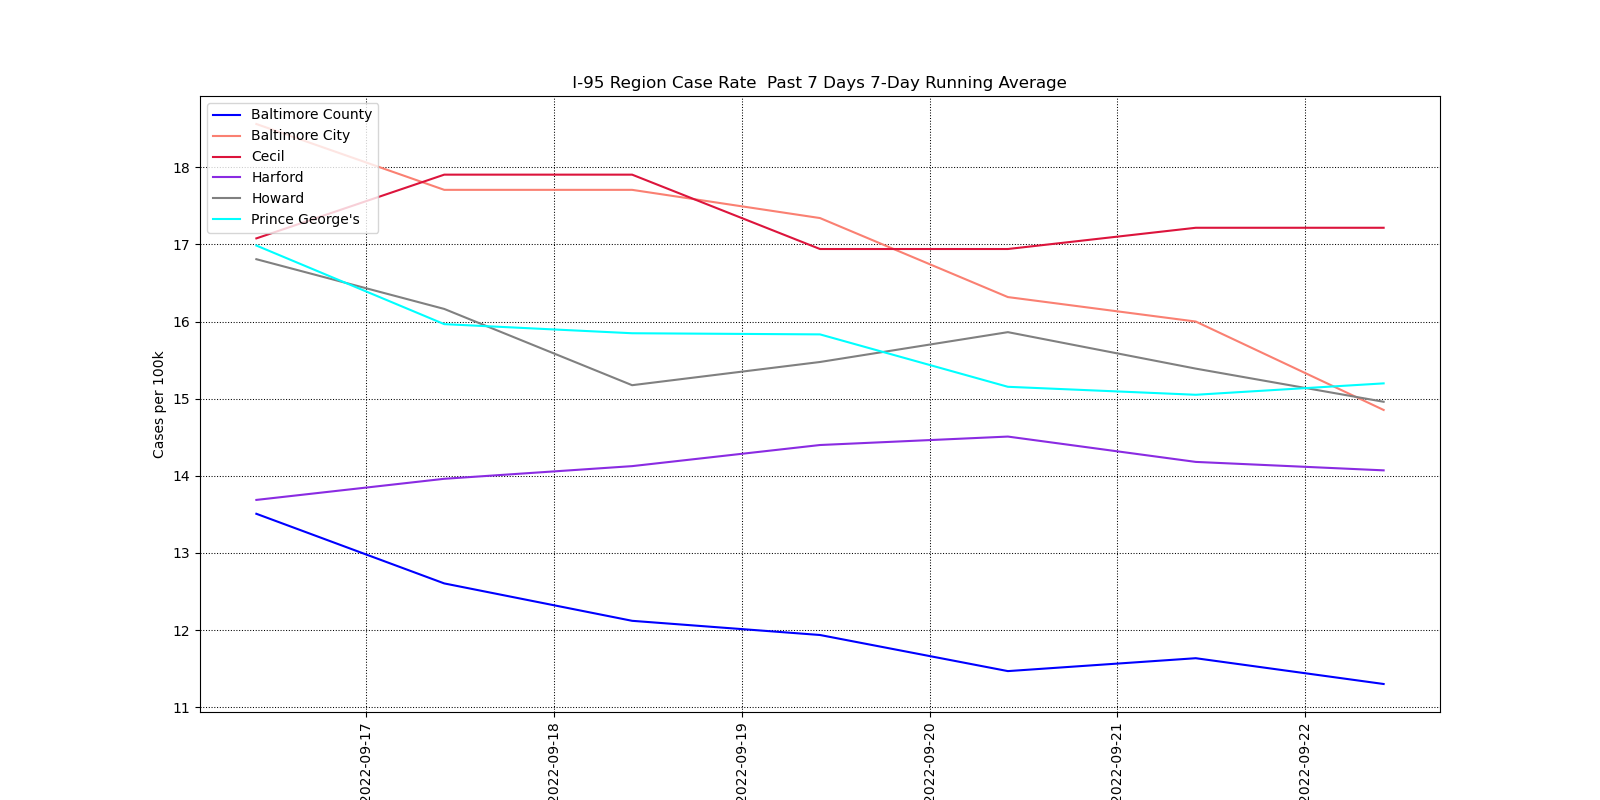 I-95 Region Case Rate  Past 7 Days 7-Day Running Average
Baltimore County
Baltimore City
Cecil
Harford
Howard
Prince George's
Cases per 100k
18
17
16
15
14
13
12
11
2022-09-17
2022-09-18
2022-09-19
2022-09-20
2022-09-21
2022-09-22